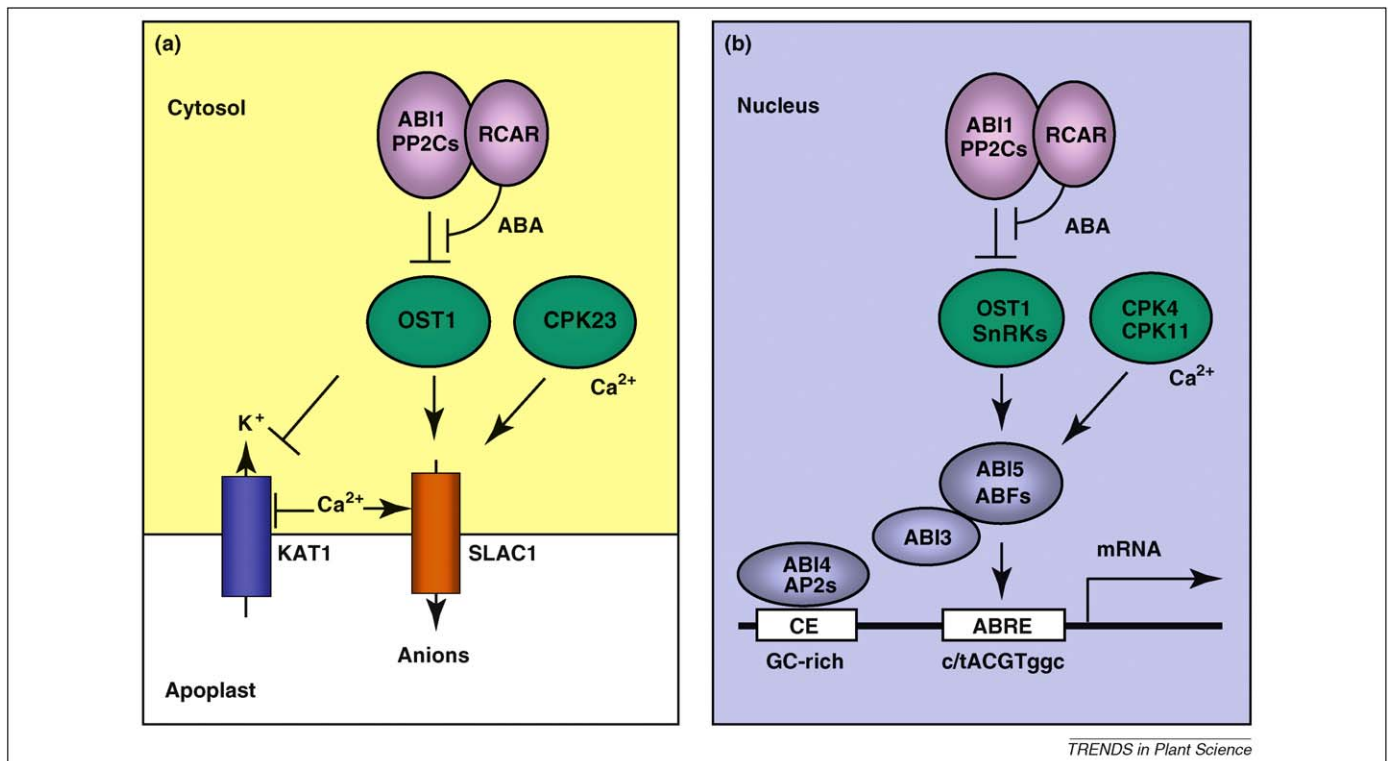 (a)
Cytosol
ABI1
PP2Cs
RCAR
ABA
OST1
CPK23
Ca2+
K+
Ca2+
KAT1
SLAC1
Anions
Apoplast
(b)
Nucleus
ABI1
PP2Cs
RCAR
ABA
OST1
SnRKs
CPK4
CPK11
Ca2+
ABI5
ABFs
ABI3
mRNA
ABI4
AP2s
CE
ABRE
GC-rich
c/tACGTggc
TRENDS in Plant Science